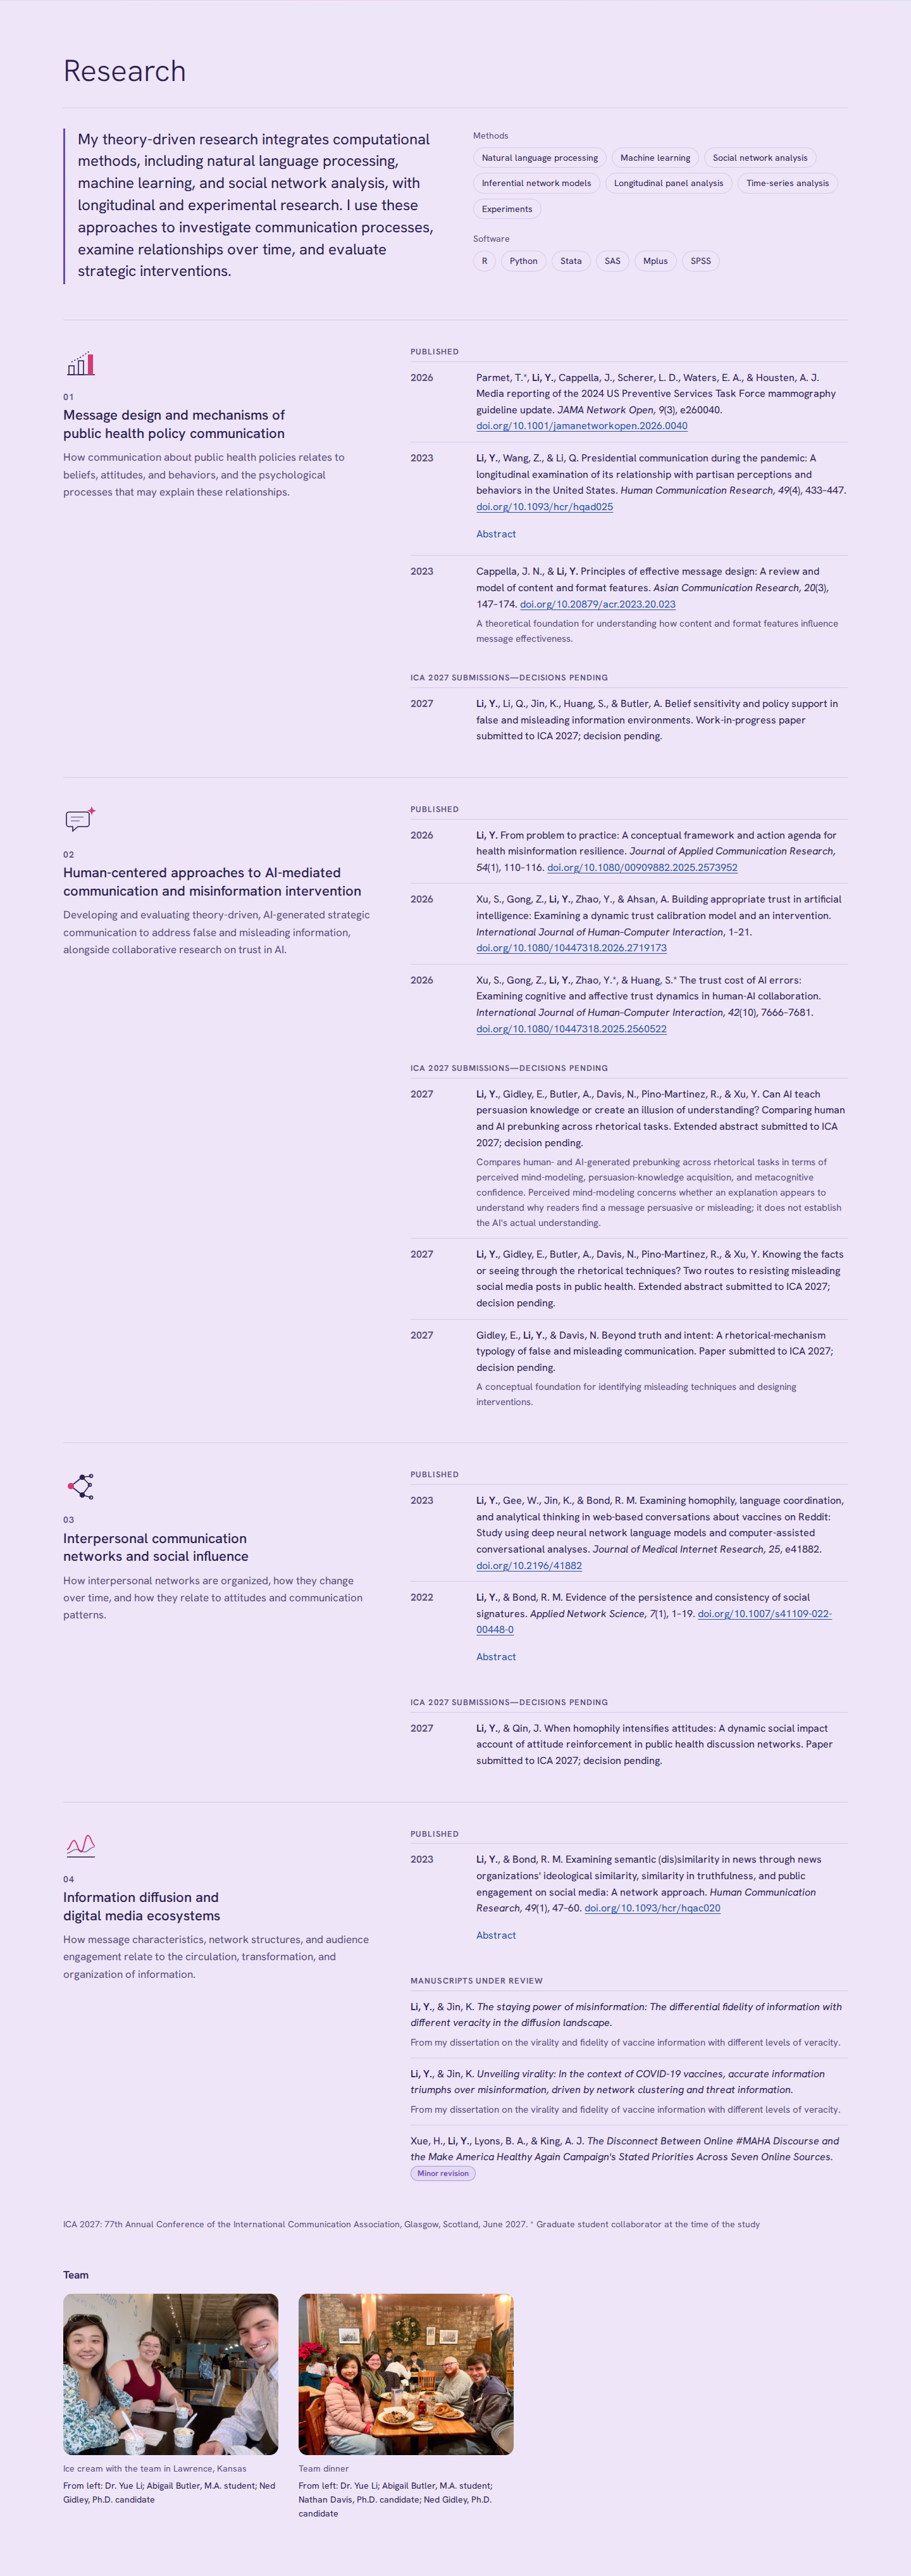 Research
My theory-driven research integrates computational
methods, including natural language processing,
machine learning, and social network analysis, with
longitudinal and experimental research. I use these
approaches to investigate communication processes,
examine relationships over time, and evaluate
strategic interventions.
Methods
Natural language processing
Machine learning
Social network analysis
Inferential network models
Longitudinal panel analysis
Time-series analysis
Experiments
Software
R
Python
Stata
SAS
Mplus
SPSS
01
Message design and mechanisms of
public health policy communication
How communication about public health policies relates to
beliefs, attitudes, and behaviors, and the psychological
processes that may explain these relationships.
PUBLISHED
2026
Parmet, T.*, Li, Y., Cappella, J., Scherer, L. D., Waters, E. A., & Housten, A. J.
Media reporting of the 2024 US Preventive Services Task Force mammography
guideline update. JAMA Network Open, 9(3), e260040.
doi.org/10.1001/jamanetworkopen.2026.0040
2023
Li, Y., Wang, Z., & Li, Q. Presidential communication during the pandemic: A
longitudinal examination of its relationship with partisan perceptions and
behaviors in the United States. Human Communication Research, 49(4), 433–447.
doi.org/10.1093/hcr/hqad025
Abstract
2023
Cappella, J. N., & Li, Y. Principles of effective message design: A review and
model of content and format features. Asian Communication Research, 20(3),
147–174. doi.org/10.20879/acr.2023.20.023
A theoretical foundation for understanding how content and format features influence
message effectiveness.
ICA 2027 SUBMISSIONS—DECISIONS PENDING
2027
Li, Y., Li, Q., Jin, K., Huang, S., & Butler, A. Belief sensitivity and policy support in
false and misleading information environments. Work-in-progress paper
submitted to ICA 2027; decision pending.
02
Human-centered approaches to AI-mediated
communication and misinformation intervention
Developing and evaluating theory-driven, AI-generated strategic
communication to address false and misleading information,
alongside collaborative research on trust in AI.
PUBLISHED
2026
Li, Y. From problem to practice: A conceptual framework and action agenda for
health misinformation resilience. Journal of Applied Communication Research,
54(1), 110–116. doi.org/10.1080/00909882.2025.2573952
2026
Xu, S., Gong, Z., Li, Y., Zhao, Y., & Ahsan, A. Building appropriate trust in artificial
intelligence: Examining a dynamic trust calibration model and an intervention.
International Journal of Human–Computer Interaction, 1–21.
doi.org/10.1080/10447318.2026.2719173
2026
Xu, S., Gong, Z., Li, Y., Zhao, Y.*, & Huang, S.* The trust cost of AI errors:
Examining cognitive and affective trust dynamics in human-AI collaboration.
International Journal of Human–Computer Interaction, 42(10), 7666–7681.
doi.org/10.1080/10447318.2025.2560522
ICA 2027 SUBMISSIONS—DECISIONS PENDING
2027
Li, Y., Gidley, E., Butler, A., Davis, N., Pino-Martinez, R., & Xu, Y. Can AI teach
persuasion knowledge or create an illusion of understanding? Comparing human
and AI prebunking across rhetorical tasks. Extended abstract submitted to ICA
2027; decision pending.
Compares human- and AI-generated prebunking across rhetorical tasks in terms of
perceived mind-modeling, persuasion-knowledge acquisition, and metacognitive
confidence. Perceived mind-modeling concerns whether an explanation appears to
understand why readers find a message persuasive or misleading; it does not establish
the AI's actual understanding.
2027
Li, Y., Gidley, E., Butler, A., Davis, N., Pino-Martinez, R., & Xu, Y. Knowing the facts
or seeing through the rhetorical techniques? Two routes to resisting misleading
social media posts in public health. Extended abstract submitted to ICA 2027;
decision pending.
2027
Gidley, E., Li, Y., & Davis, N. Beyond truth and intent: A rhetorical-mechanism
typology of false and misleading communication. Paper submitted to ICA 2027;
decision pending.
A conceptual foundation for identifying misleading techniques and designing
interventions.
03
Interpersonal communication
networks and social influence
How interpersonal networks are organized, how they change
over time, and how they relate to attitudes and communication
patterns.
PUBLISHED
2023
Li, Y., Gee, W., Jin, K., & Bond, R. M. Examining homophily, language coordination,
and analytical thinking in web-based conversations about vaccines on Reddit:
Study using deep neural network language models and computer-assisted
conversational analyses. Journal of Medical Internet Research, 25, e41882.
doi.org/10.2196/41882
2022
Li, Y., & Bond, R. M. Evidence of the persistence and consistency of social
signatures. Applied Network Science, 7(1), 1–19. doi.org/10.1007/s41109-022-
00448-0
Abstract
ICA 2027 SUBMISSIONS—DECISIONS PENDING
2027
Li, Y., & Qin, J. When homophily intensifies attitudes: A dynamic social impact
account of attitude reinforcement in public health discussion networks. Paper
submitted to ICA 2027; decision pending.
04
Information diffusion and
digital media ecosystems
How message characteristics, network structures, and audience
engagement relate to the circulation, transformation, and
organization of information.
PUBLISHED
2023
Li, Y., & Bond, R. M. Examining semantic (dis)similarity in news through news
organizations' ideological similarity, similarity in truthfulness, and public
engagement on social media: A network approach. Human Communication
Research, 49(1), 47–60. doi.org/10.1093/hcr/hqac020
Abstract
MANUSCRIPTS UNDER REVIEW
Li, Y., & Jin, K. The staying power of misinformation: The differential fidelity of information with
different veracity in the diffusion landscape.
From my dissertation on the virality and fidelity of vaccine information with different levels of veracity.
Li, Y., & Jin, K. Unveiling virality: In the context of COVID-19 vaccines, accurate information
triumphs over misinformation, driven by network clustering and threat information.
From my dissertation on the virality and fidelity of vaccine information with different levels of veracity.
Xue, H., Li, Y., Lyons, B. A., & King, A. J. The Disconnect Between Online #MAHA Discourse and
the Make America Healthy Again Campaign's Stated Priorities Across Seven Online Sources.
Minor revision
ICA 2027: 77th Annual Conference of the International Communication Association, Glasgow, Scotland, June 2027. * Graduate student collaborator at the time of the study
Team
Ice cream with the team in Lawrence, Kansas
From left: Dr. Yue Li; Abigail Butler, M.A. student; Ned
Gidley, Ph.D. candidate
Team dinner
From left: Dr. Yue Li; Abigail Butler, M.A. student;
Nathan Davis, Ph.D. candidate; Ned Gidley, Ph.D.
candidate